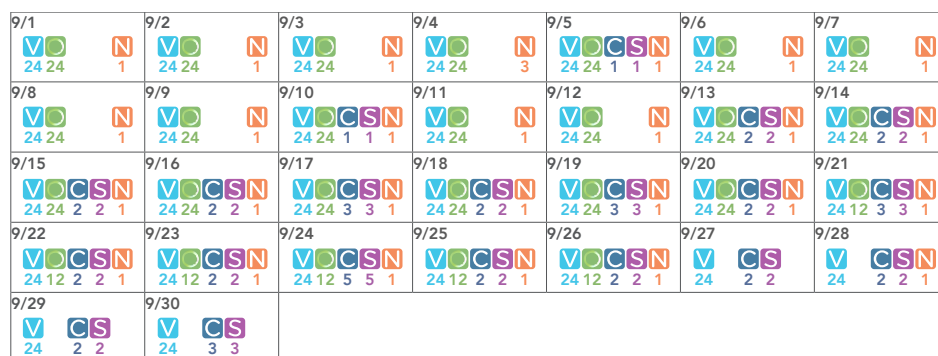 9/1 9/2 9/3 9/4 9/5 9/6 9/7
V O N V O N V O N V O N V O C S N V O N V O N
24 24 1 24 24 1 24 24 1 24 24 3 24 24 1 1 1 24 24 1 24 24 1
9/8 9/9 9/10 9/11 9/12 9/13 9/14
V O N V O N V O C S N V O N V O N V O C S N V O C S N
24 24 1 24 24 1 24 24 1 1 1 24 24 1 24 24 1 24 24 2 2 1 24 24 2 2 1
9/15 9/16 9/17 9/18 9/19 9/20 9/21
V O C S N V O C S N V O C S N V O C S N V O C S N V O C S N V O C S N
24 24 2 2 1 24 24 2 2 1 24 24 3 3 1 24 24 2 2 1 24 24 3 3 1 24 24 2 2 1 24 12 3 3 1
9/22 9/23 9/24 9/25 9/26 9/27 9/28
V O C S N V O C S N V O C S N V O C S N V O C S N V C S V C S N
24 12 2 2 1 24 12 2 2 1 24 12 5 5 1 24 12 2 2 1 24 12 2 2 1 24 2 2 24 2 2 1
9/29 9/30
V C S V C S
24 2 2 24 3 3